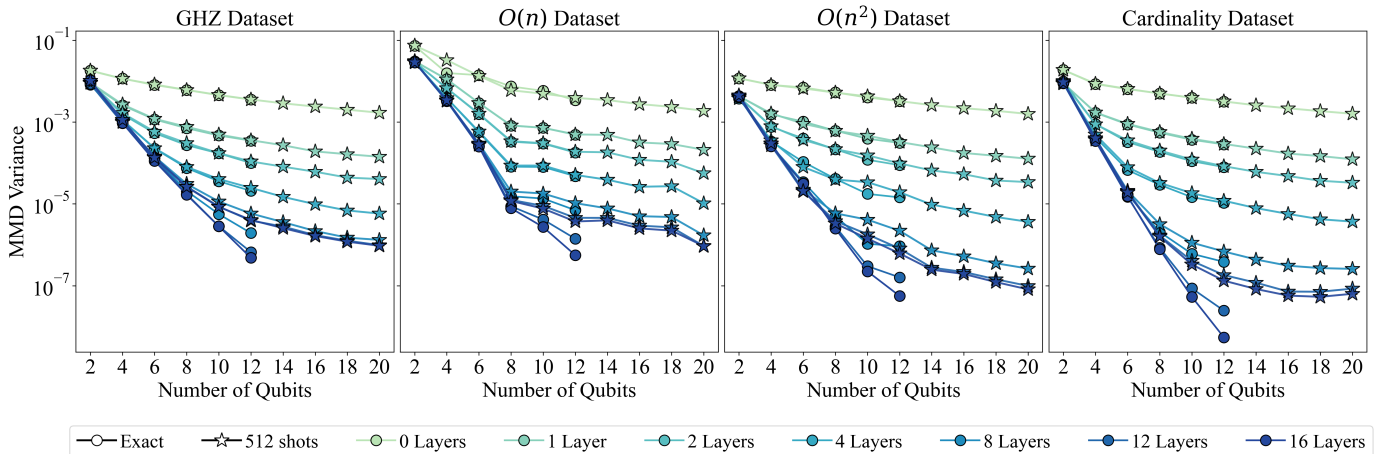 GHZ Dataset
O(n) Dataset
O(n²) Dataset
Cardinality Dataset
MMD Variance
10⁻¹
10⁻³
10⁻⁵
10⁻⁷
2 4 6 8 10 12 14 16 18 20
2 4 6 8 10 12 14 16 18 20
2 4 6 8 10 12 14 16 18 20
2 4 6 8 10 12 14 16 18 20
Number of Qubits
Number of Qubits
Number of Qubits
Number of Qubits
Exact 512 shots 0 Layers 1 Layer 2 Layers 4 Layers 8 Layers 12 Layers 16 Layers